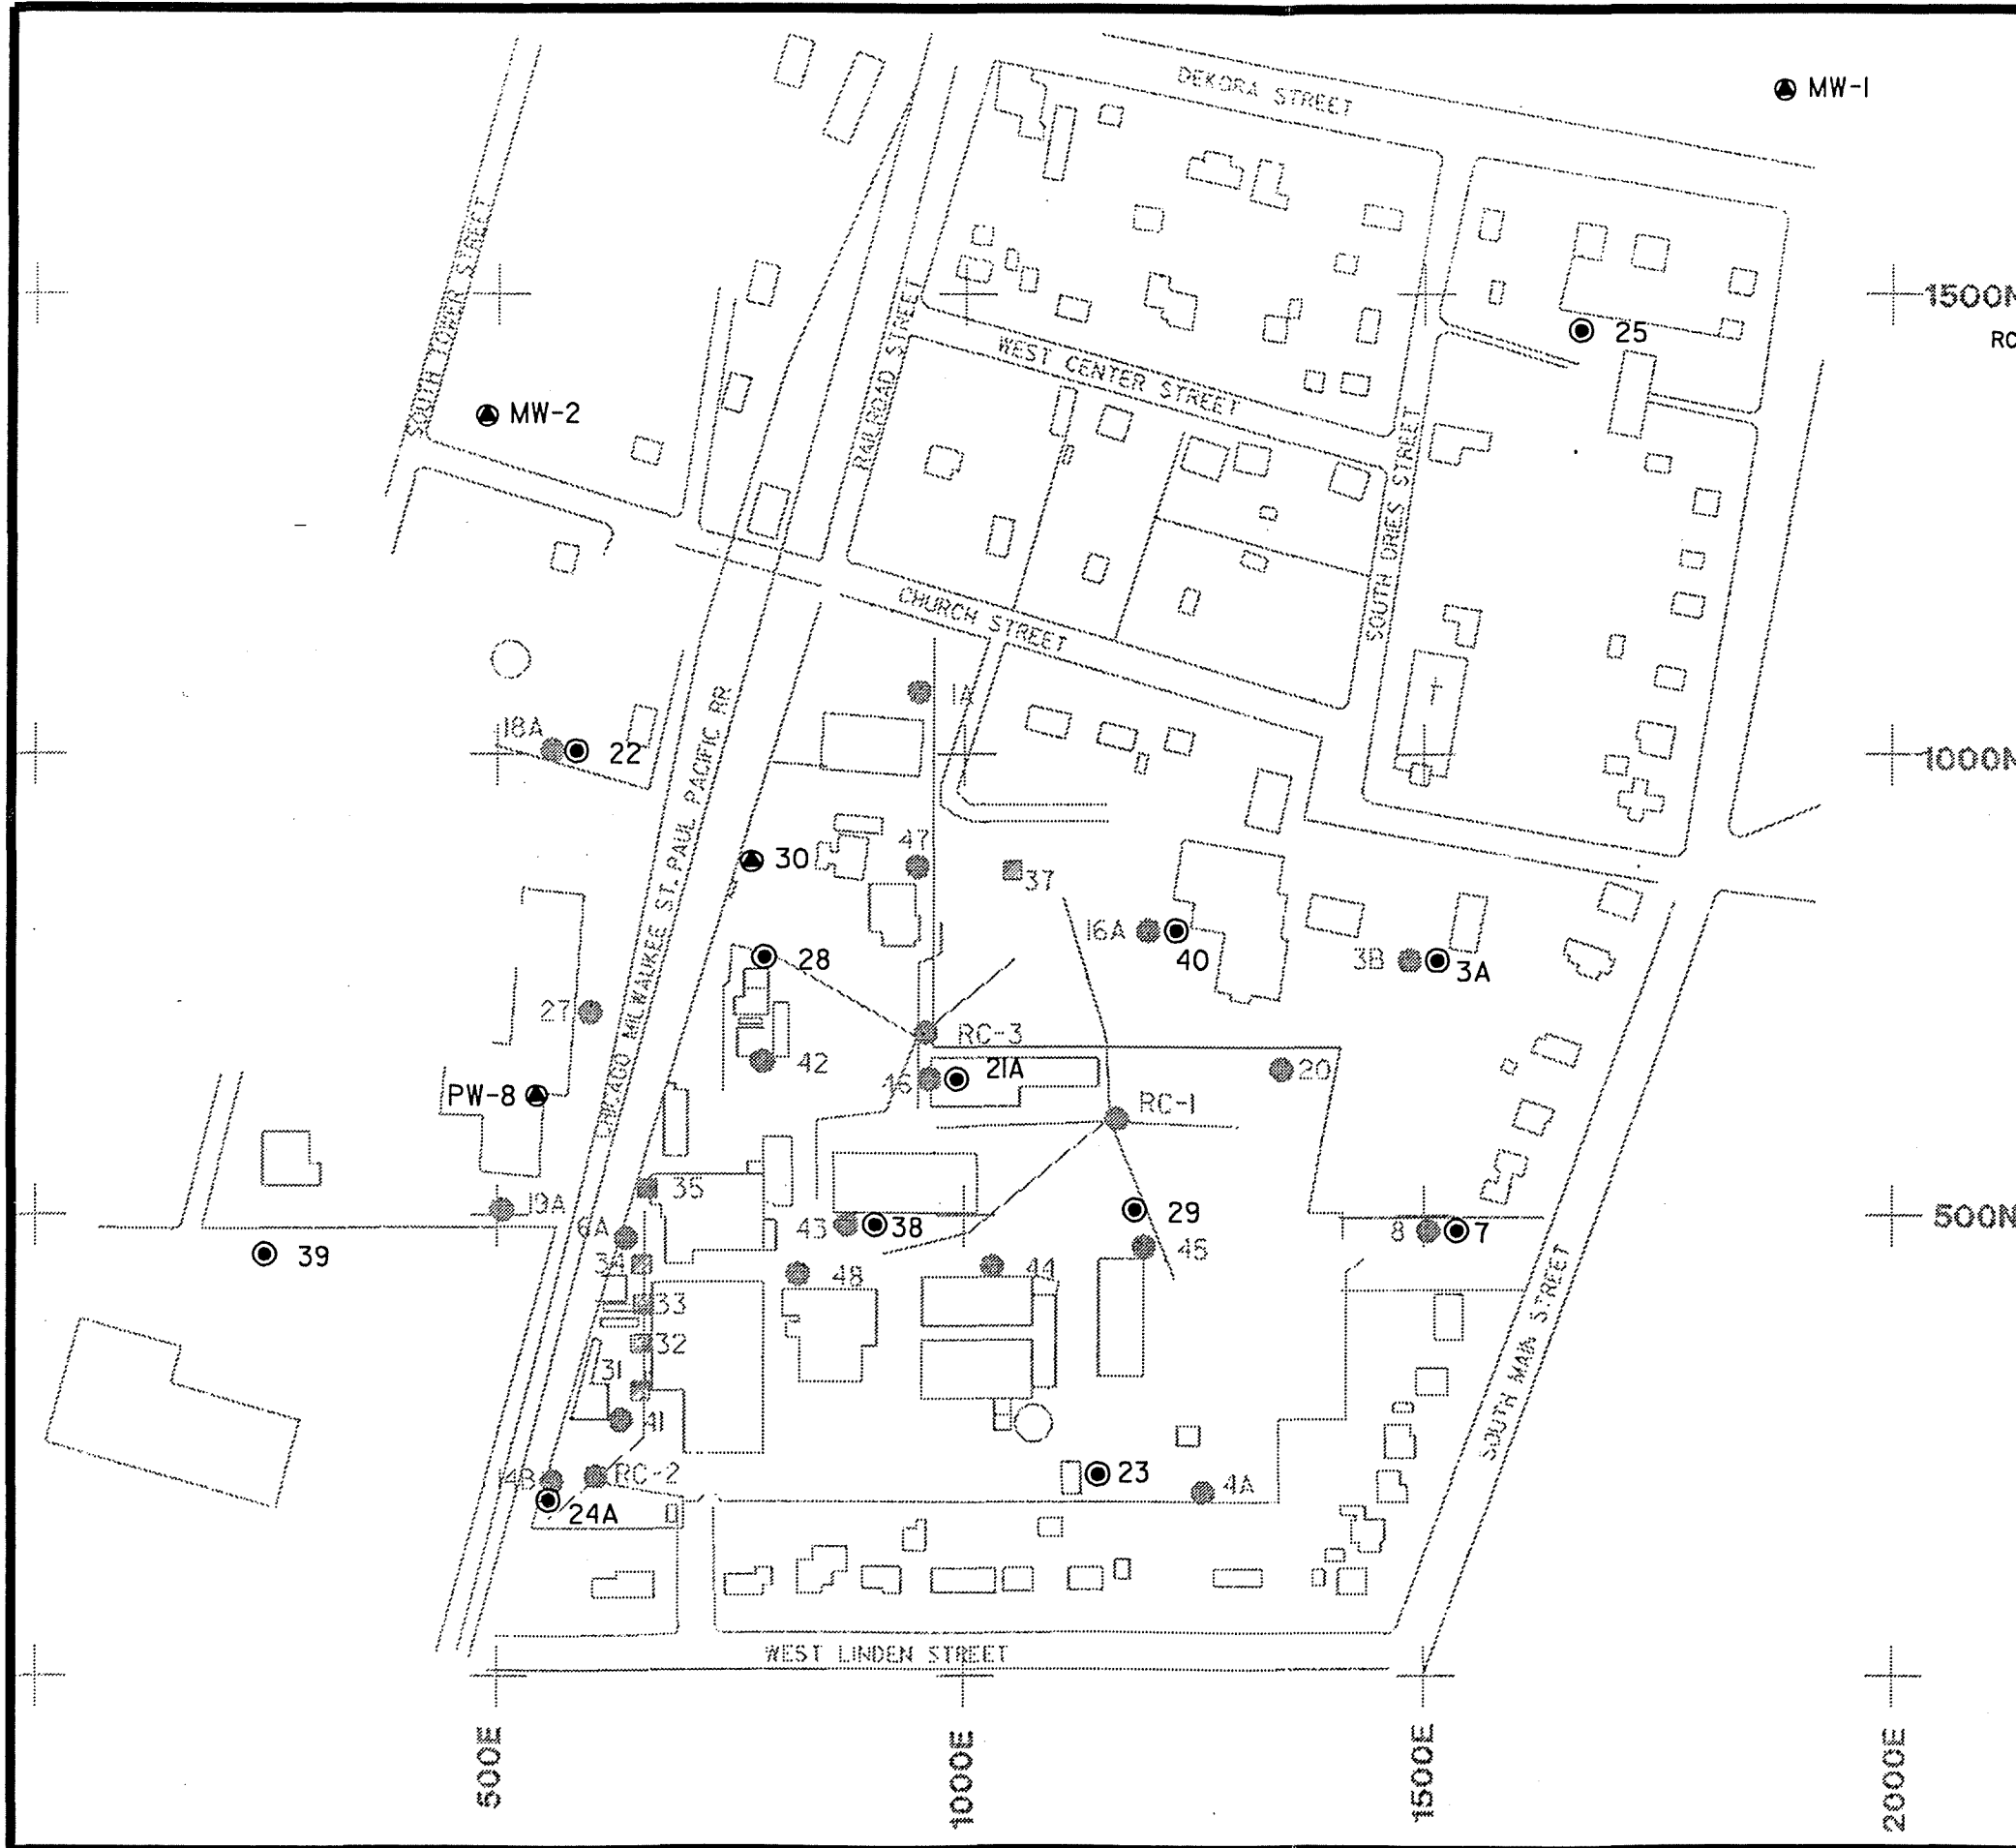 DEKORA STREET
MW-1
SOUTH TOWER STREET
1500N
25
RC
RAILROAD STREET
WEST CENTER STREET
MW-2
SOUTH DRIES STREET
CHURCH STREET
1A
18A
22
1000N
CHICAGO MILWAUKEE ST. PAUL PACIFIC RR
47
30
37
16A
40
28
3B
3A
27
RC-3
42
46
21A
20
PW-8
RC-1
35
19A
29
500N
6A
43
38
8
7
39
45
34
48
44
33
32
31
SOUTH MAIN STREET
41
14B
RC-2
23
4A
24A
WEST LINDEN STREET
500E
1000E
1500E
2000E